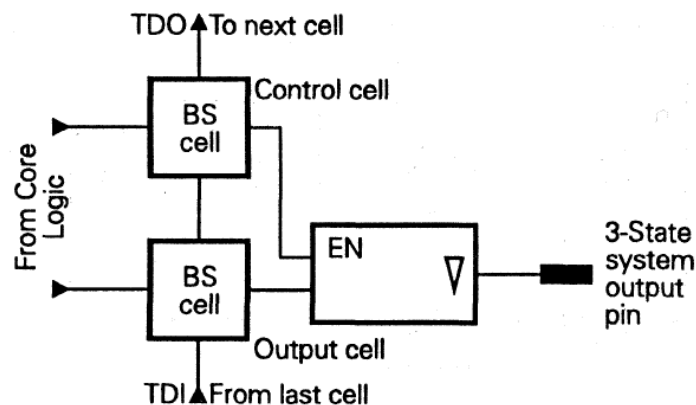 TDO To next cell
Control cell
BS
cell
From Core
Logic
EN
3-State
system
output
pin
BS
cell
Output cell
TDI From last cell